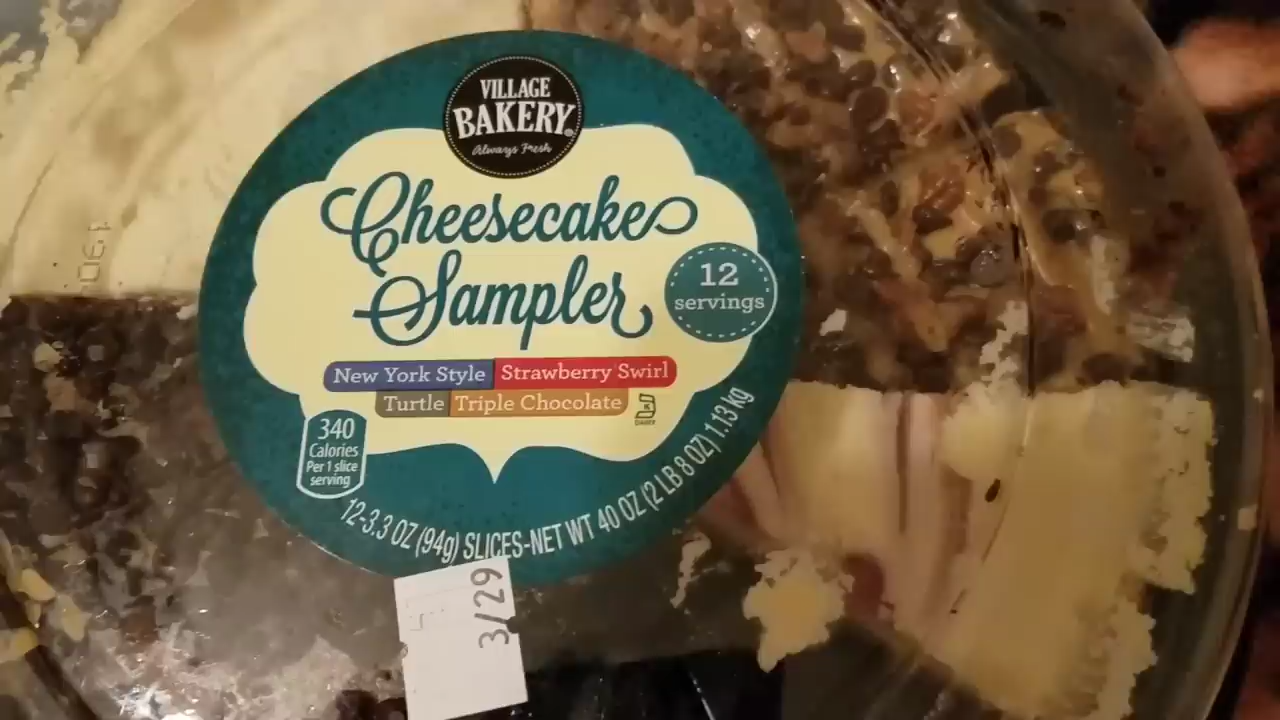 VILLAGE
BAKERY®
Always Fresh
Cheesecake
Sampler
12
servings
New York Style Strawberry Swirl
Turtle Triple Chocolate
K
DAIRY
340
Calories
Per 1 slice
serving
12-3.3 OZ (94g) SLICES-NET WT 40 OZ (2 LB 8 OZ) 1.13 kg
3/29